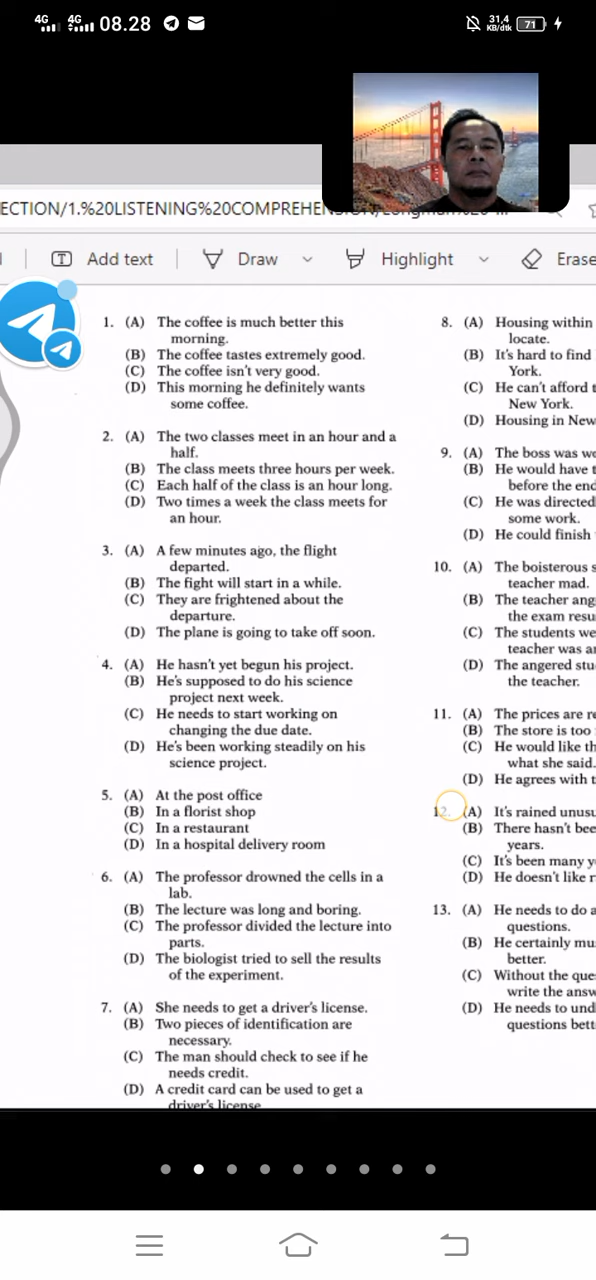 4G 4G 08.28 31,4 KB/dtk 71
ECTION/1.%20LISTENING%20COMPREHENSION/
Add text Draw Highlight Erase
1. (A) The coffee is much better this
morning.
(B) The coffee tastes extremely good.
(C) The coffee isn't very good.
(D) This morning he definitely wants
some coffee.
2. (A) The two classes meet in an hour and a
half.
(B) The class meets three hours per week.
(C) Each half of the class is an hour long.
(D) Two times a week the class meets for
an hour.
3. (A) A few minutes ago, the flight
departed.
(B) The fight will start in a while.
(C) They are frightened about the
departure.
(D) The plane is going to take off soon.
4. (A) He hasn't yet begun his project.
(B) He's supposed to do his science
project next week.
(C) He needs to start working on
changing the due date.
(D) He's been working steadily on his
science project.
5. (A) At the post office
(B) In a florist shop
(C) In a restaurant
(D) In a hospital delivery room
6. (A) The professor drowned the cells in a
lab.
(B) The lecture was long and boring.
(C) The professor divided the lecture into
parts.
(D) The biologist tried to sell the results
of the experiment.
7. (A) She needs to get a driver's license.
(B) Two pieces of identification are
necessary.
(C) The man should check to see if he
needs credit.
(D) A credit card can be used to get a
driver's license
8. (A) Housing within
locate.
(B) It's hard to find
York.
(C) He can't afford t
New York.
(D) Housing in New
9. (A) The boss was we
(B) He would have t
before the end
(C) He was directed
some work.
(D) He could finish
10. (A) The boisterous s
teacher mad.
(B) The teacher ang
the exam resu
(C) The students we
teacher was a
(D) The angered stu
the teacher.
11. (A) The prices are re
(B) The store is too
(C) He would like th
what she said.
(D) He agrees with t
12. (A) It's rained unusu
(B) There hasn't bee
years.
(C) It's been many y
(D) He doesn't like r
13. (A) He needs to do a
questions.
(B) He certainly mu
better.
(C) Without the que
write the answ
(D) He needs to und
questions bett